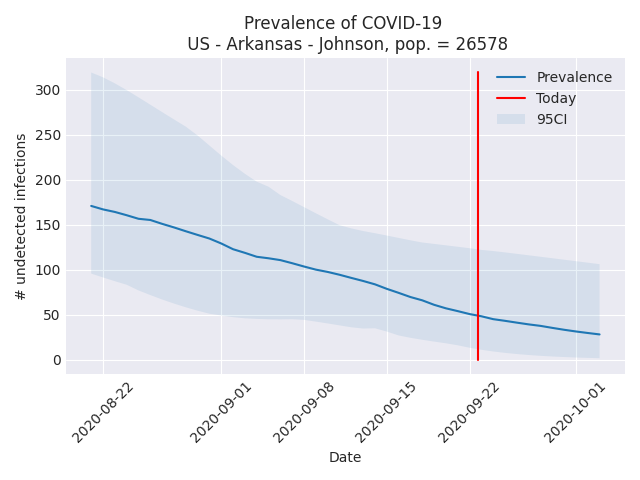 Prevalence of COVID-19
US - Arkansas - Johnson, pop. = 26578
Prevalence
Today
95CI
# undetected infections
300
250
200
150
100
50
0
2020-08-22
2020-09-01
2020-09-08
2020-09-15
2020-09-22
2020-10-01
Date